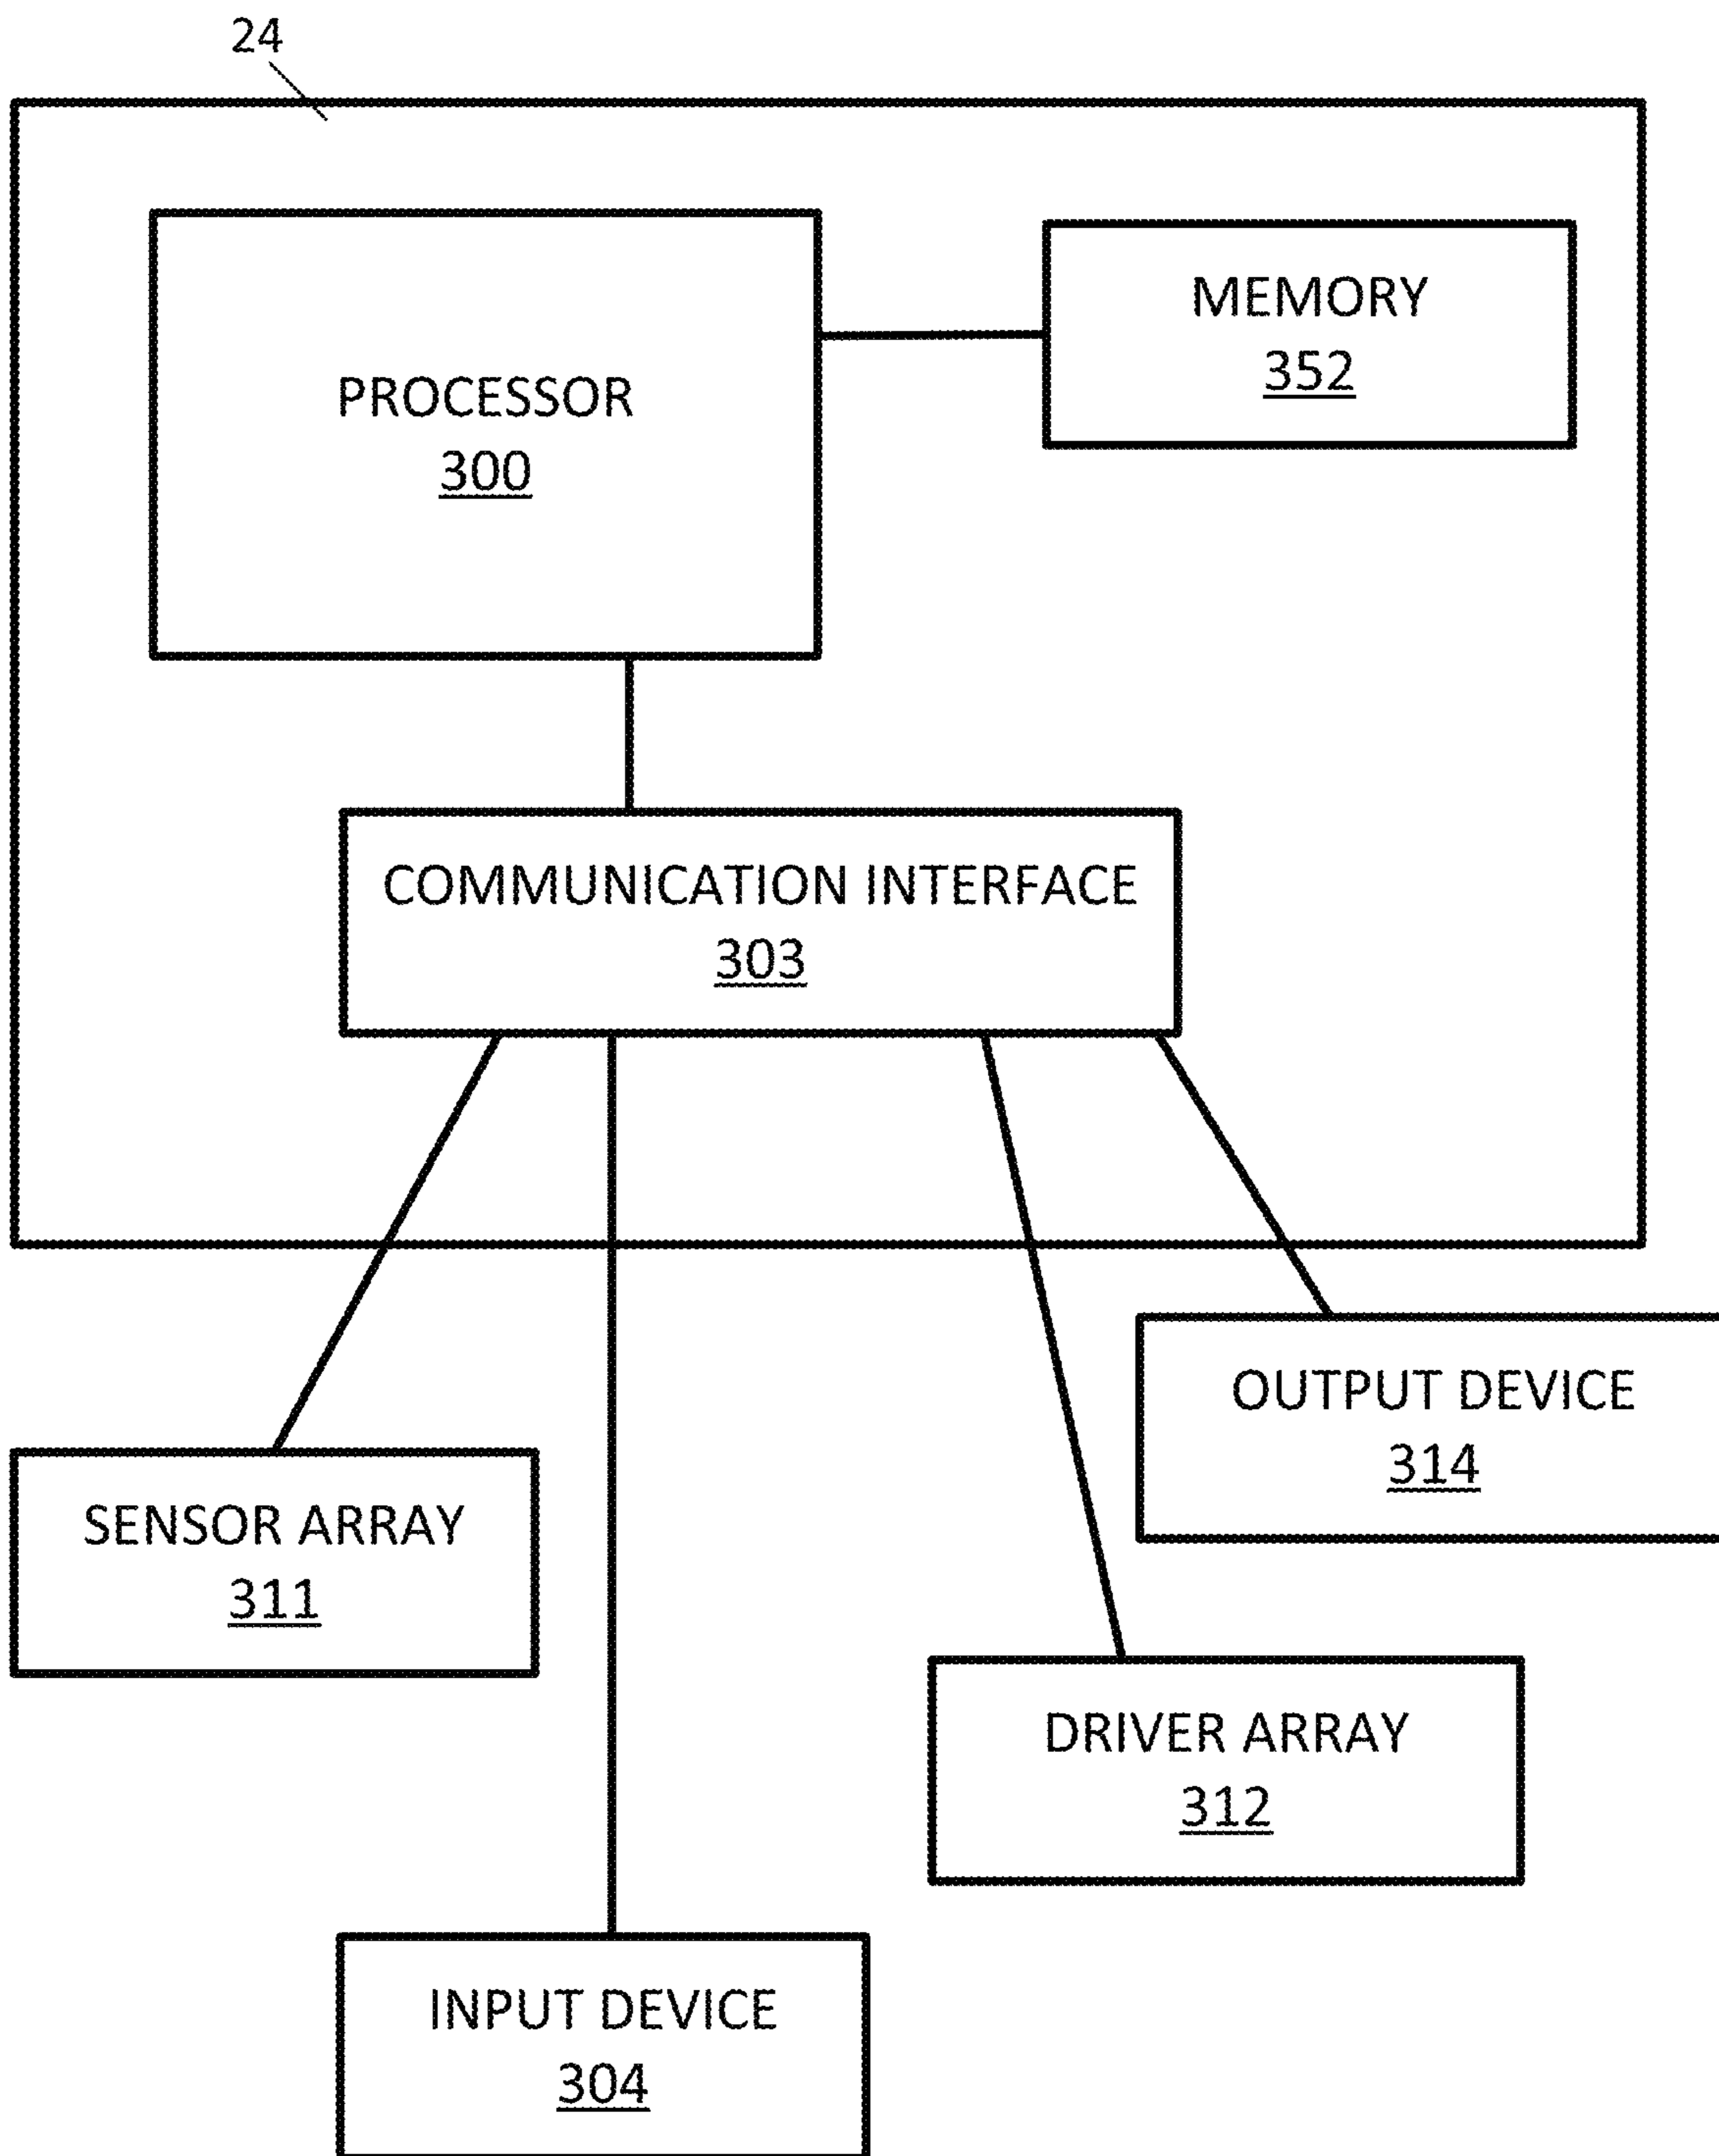 24
PROCESSOR
300
MEMORY
352
COMMUNICATION INTERFACE
303
OUTPUT DEVICE
314
SENSOR ARRAY
311
DRIVER ARRAY
312
INPUT DEVICE
304